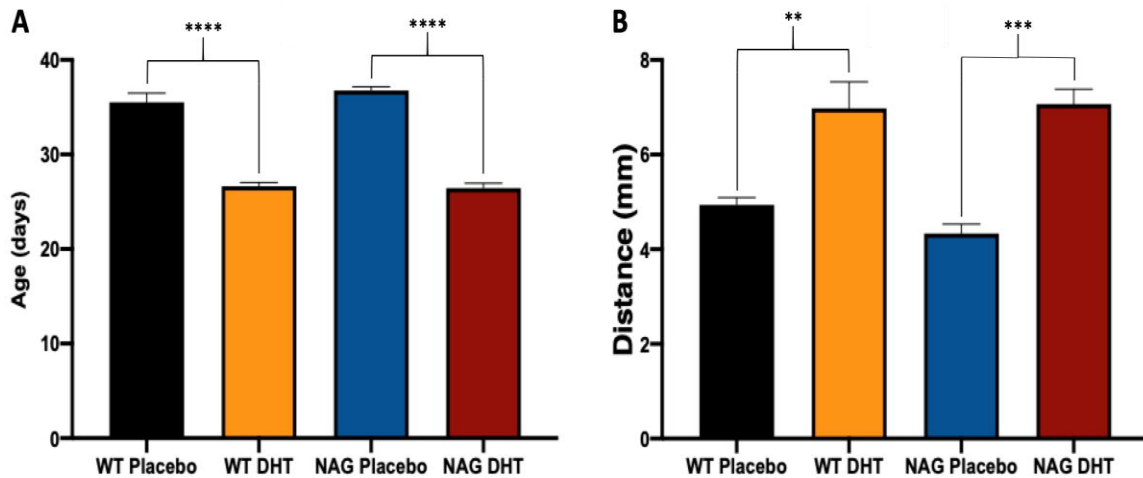 A
**** ****
Age (days)
40
30
20
10
0
WT Placebo WT DHT NAG Placebo NAG DHT
B
** ***
Distance (mm)
8
6
4
2
0
WT Placebo WT DHT NAG Placebo NAG DHT